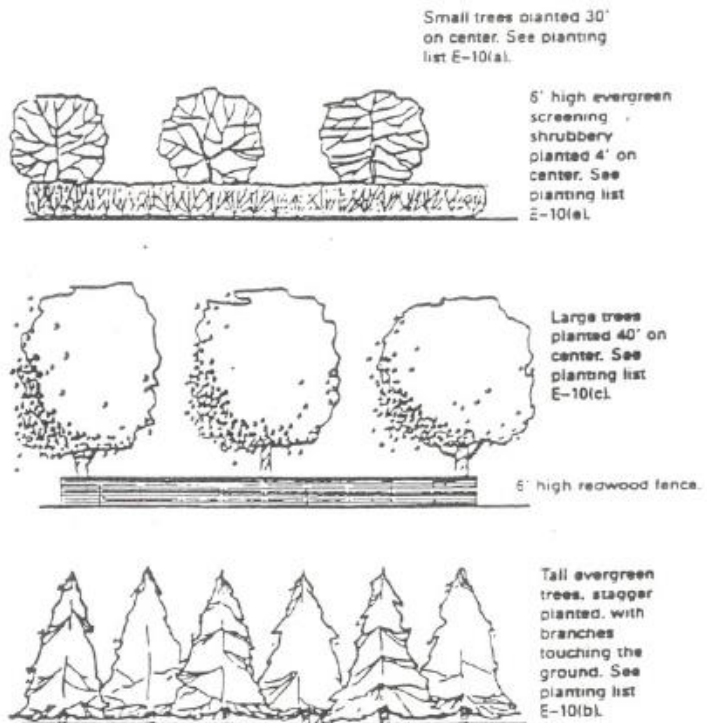 Small trees planted 30'
on center. See planting
list E-10(a).
6' high evergreen
screening
shrubbery
planted 4' on
center. See
planting list
E-10(e).
Large trees
planted 40' on
center. See
planting list
E-10(c).
6' high redwood fence.
Tall evergreen
trees, stagger
planted, with
branches
touching the
ground. See
planting list
E-10(b).